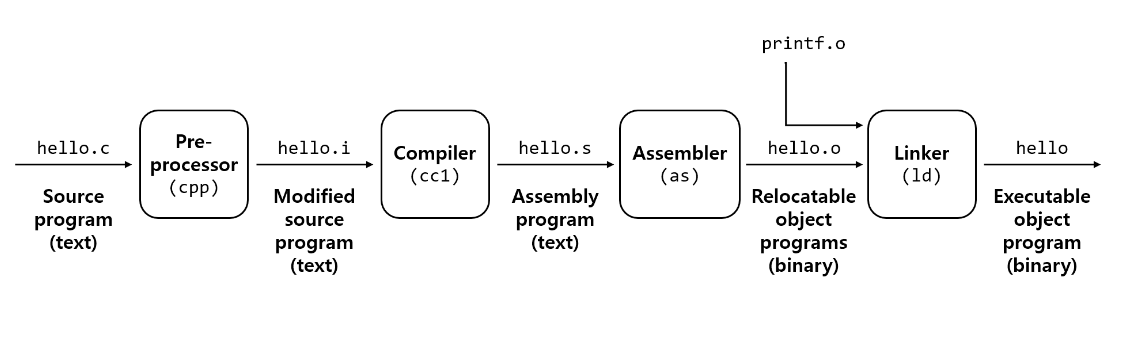 printf.o
hello.c
Pre-
processor
(cpp)
hello.i
Compiler
(cc1)
hello.s
Assembler
(as)
hello.o
Linker
(ld)
hello
Source
program
(text)
Modified
source
program
(text)
Assembly
program
(text)
Relocatable
object
programs
(binary)
Executable
object
program
(binary)